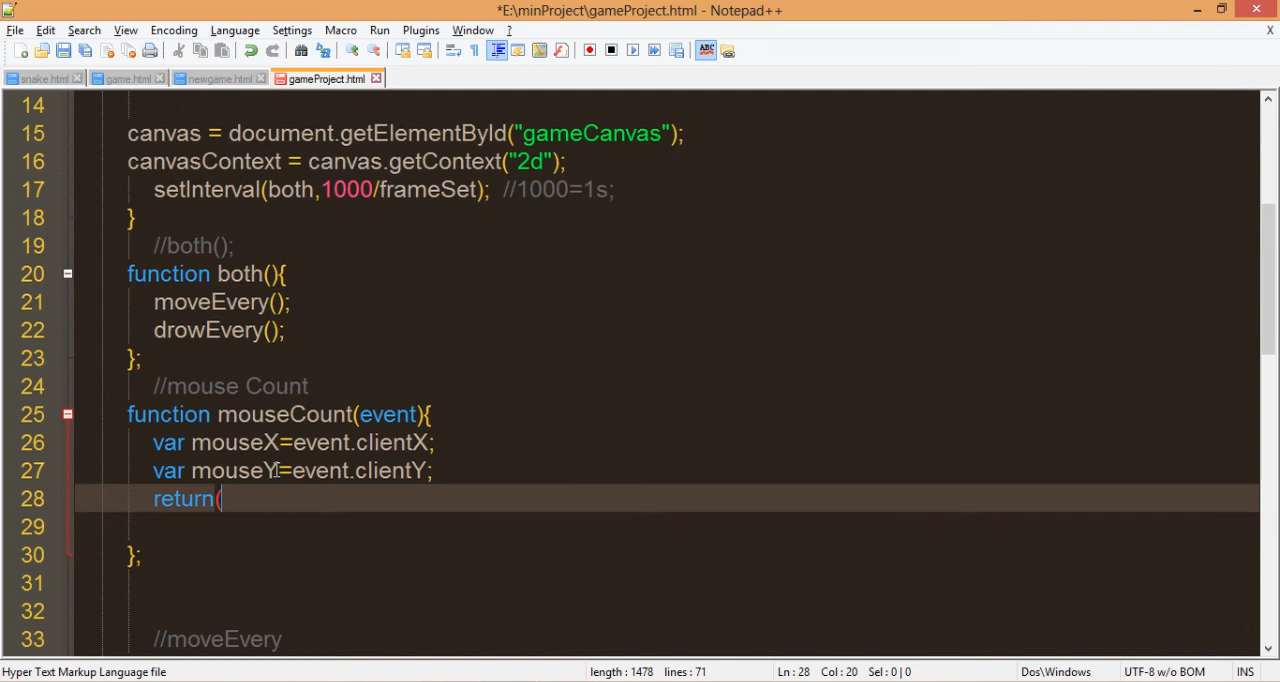 *E:\minProject\gameProject.html - Notepad++
File Edit Search View Encoding Language Settings Macro Run Plugins Window ? X
snake.html game.html newgame.html gameProject.html
14
15 canvas = document.getElementById("gameCanvas");
16 canvasContext = canvas.getContext("2d");
17 setInterval(both,1000/frameSet); //1000=1s;
18 }
19 //both();
20 function both(){
21 moveEvery();
22 drowEvery();
23 };
24 //mouse Count
25 function mouseCount(event){
26 var mouseX=event.clientX;
27 var mouseY=event.clientY;
28 return(
29
30 };
31
32
33 //moveEvery
Hyper Text Markup Language file length : 1478 lines : 71 Ln : 28 Col : 20 Sel : 0 | 0 Dos\Windows UTF-8 w/o BOM INS